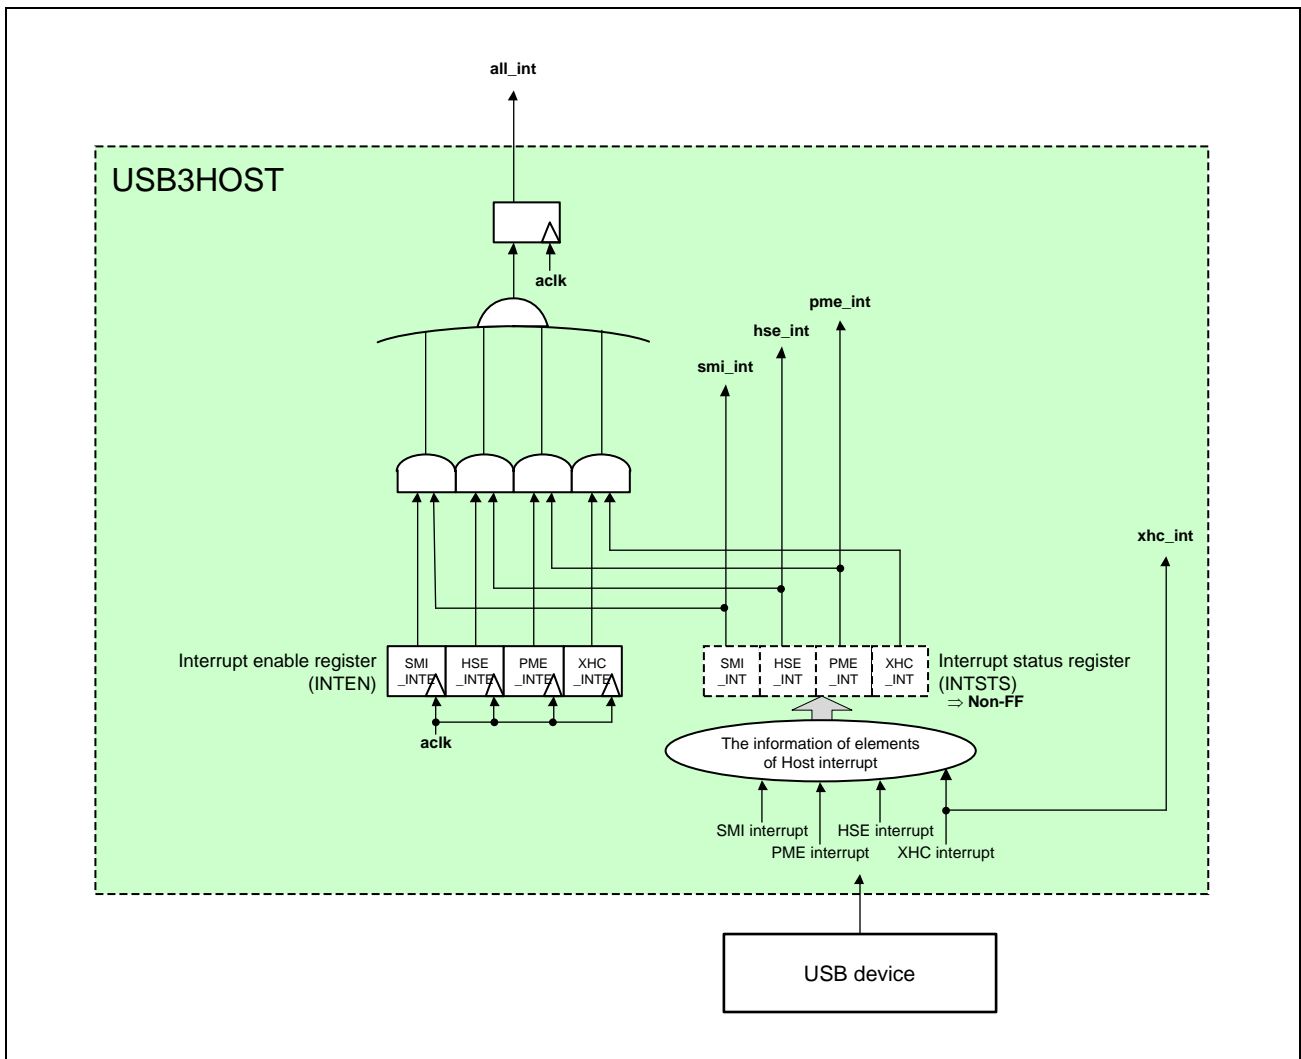 all_int
USB3HOST
aclk
pme_int
hse_int
smi_int
xhc_int
Interrupt enable register
(INTEN)
SMI
_INTE
HSE
_INTE
PME
_INTE
XHC
_INTE
aclk
SMI
_INT
HSE
_INT
PME
_INT
XHC
_INT
Interrupt status register
(INTSTS)
⇒ Non-FF
The information of elements
of Host interrupt
SMI interrupt
HSE interrupt
PME interrupt
XHC interrupt
USB device